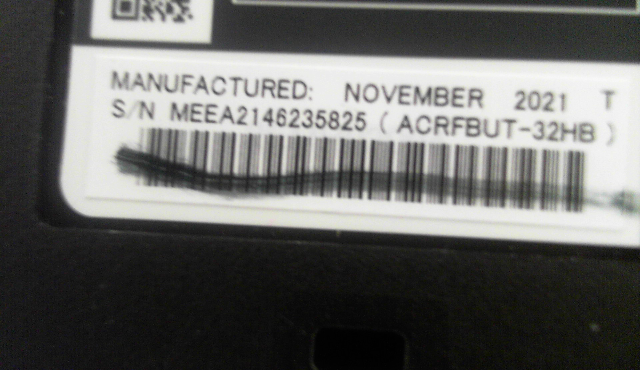 MANUFACTURED: NOVEMBER 2021 T
S/N MEEA2146235825 ( ACRFBUT-32HB )